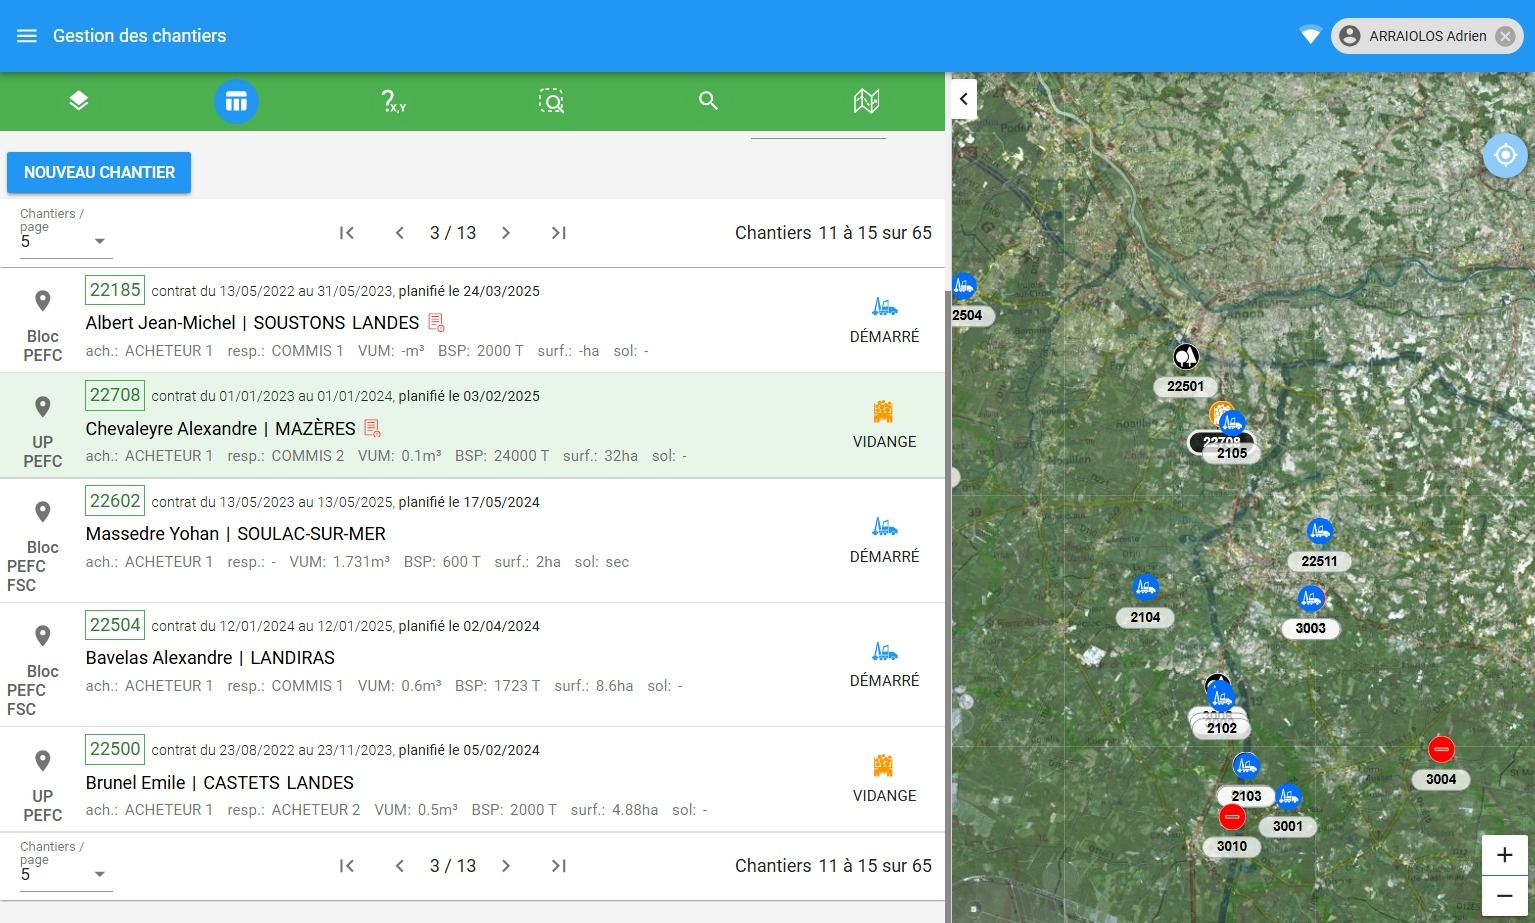 Gestion des chantiers
ARRAIOLOS Adrien
?X,Y
NOUVEAU CHANTIER
Chantiers /
page
5
3 / 13
Chantiers 11 à 15 sur 65
22185 contrat du 13/05/2022 au 31/05/2023, planifié le 24/03/2025
Albert Jean-Michel | SOUSTONS LANDES
Bloc
PEFC
ach.: ACHETEUR 1 resp.: COMMIS 1 VUM: -m³ BSP: 2000 T surf.: -ha sol: -
DÉMARRÉ
22708 contrat du 01/01/2023 au 01/01/2024, planifié le 03/02/2025
Chevaleyre Alexandre | MAZÈRES
UP
PEFC
ach.: ACHETEUR 1 resp.: COMMIS 2 VUM: 0.1m³ BSP: 24000 T surf.: 32ha sol: -
VIDANGE
22602 contrat du 13/05/2023 au 13/05/2025, planifié le 17/05/2024
Massedre Yohan | SOULAC-SUR-MER
Bloc
PEFC
FSC
ach.: ACHETEUR 1 resp.: - VUM: 1.731m³ BSP: 600 T surf.: 2ha sol: sec
DÉMARRÉ
22504 contrat du 12/01/2024 au 12/01/2025, planifié le 02/04/2024
Bavelas Alexandre | LANDIRAS
Bloc
PEFC
FSC
ach.: ACHETEUR 1 resp.: COMMIS 1 VUM: 0.6m³ BSP: 1723 T surf.: 8.6ha sol: -
DÉMARRÉ
22500 contrat du 23/08/2022 au 23/11/2023, planifié le 05/02/2024
Brunel Emile | CASTETS LANDES
UP
PEFC
ach.: ACHETEUR 1 resp.: ACHETEUR 2 VUM: 0.5m³ BSP: 2000 T surf.: 4.88ha sol: -
VIDANGE
Chantiers /
page
5
3 / 13
Chantiers 11 à 15 sur 65
2504
22501
22708
2105
22511
2104
3003
2102
3004
2103
3001
3010
+
−